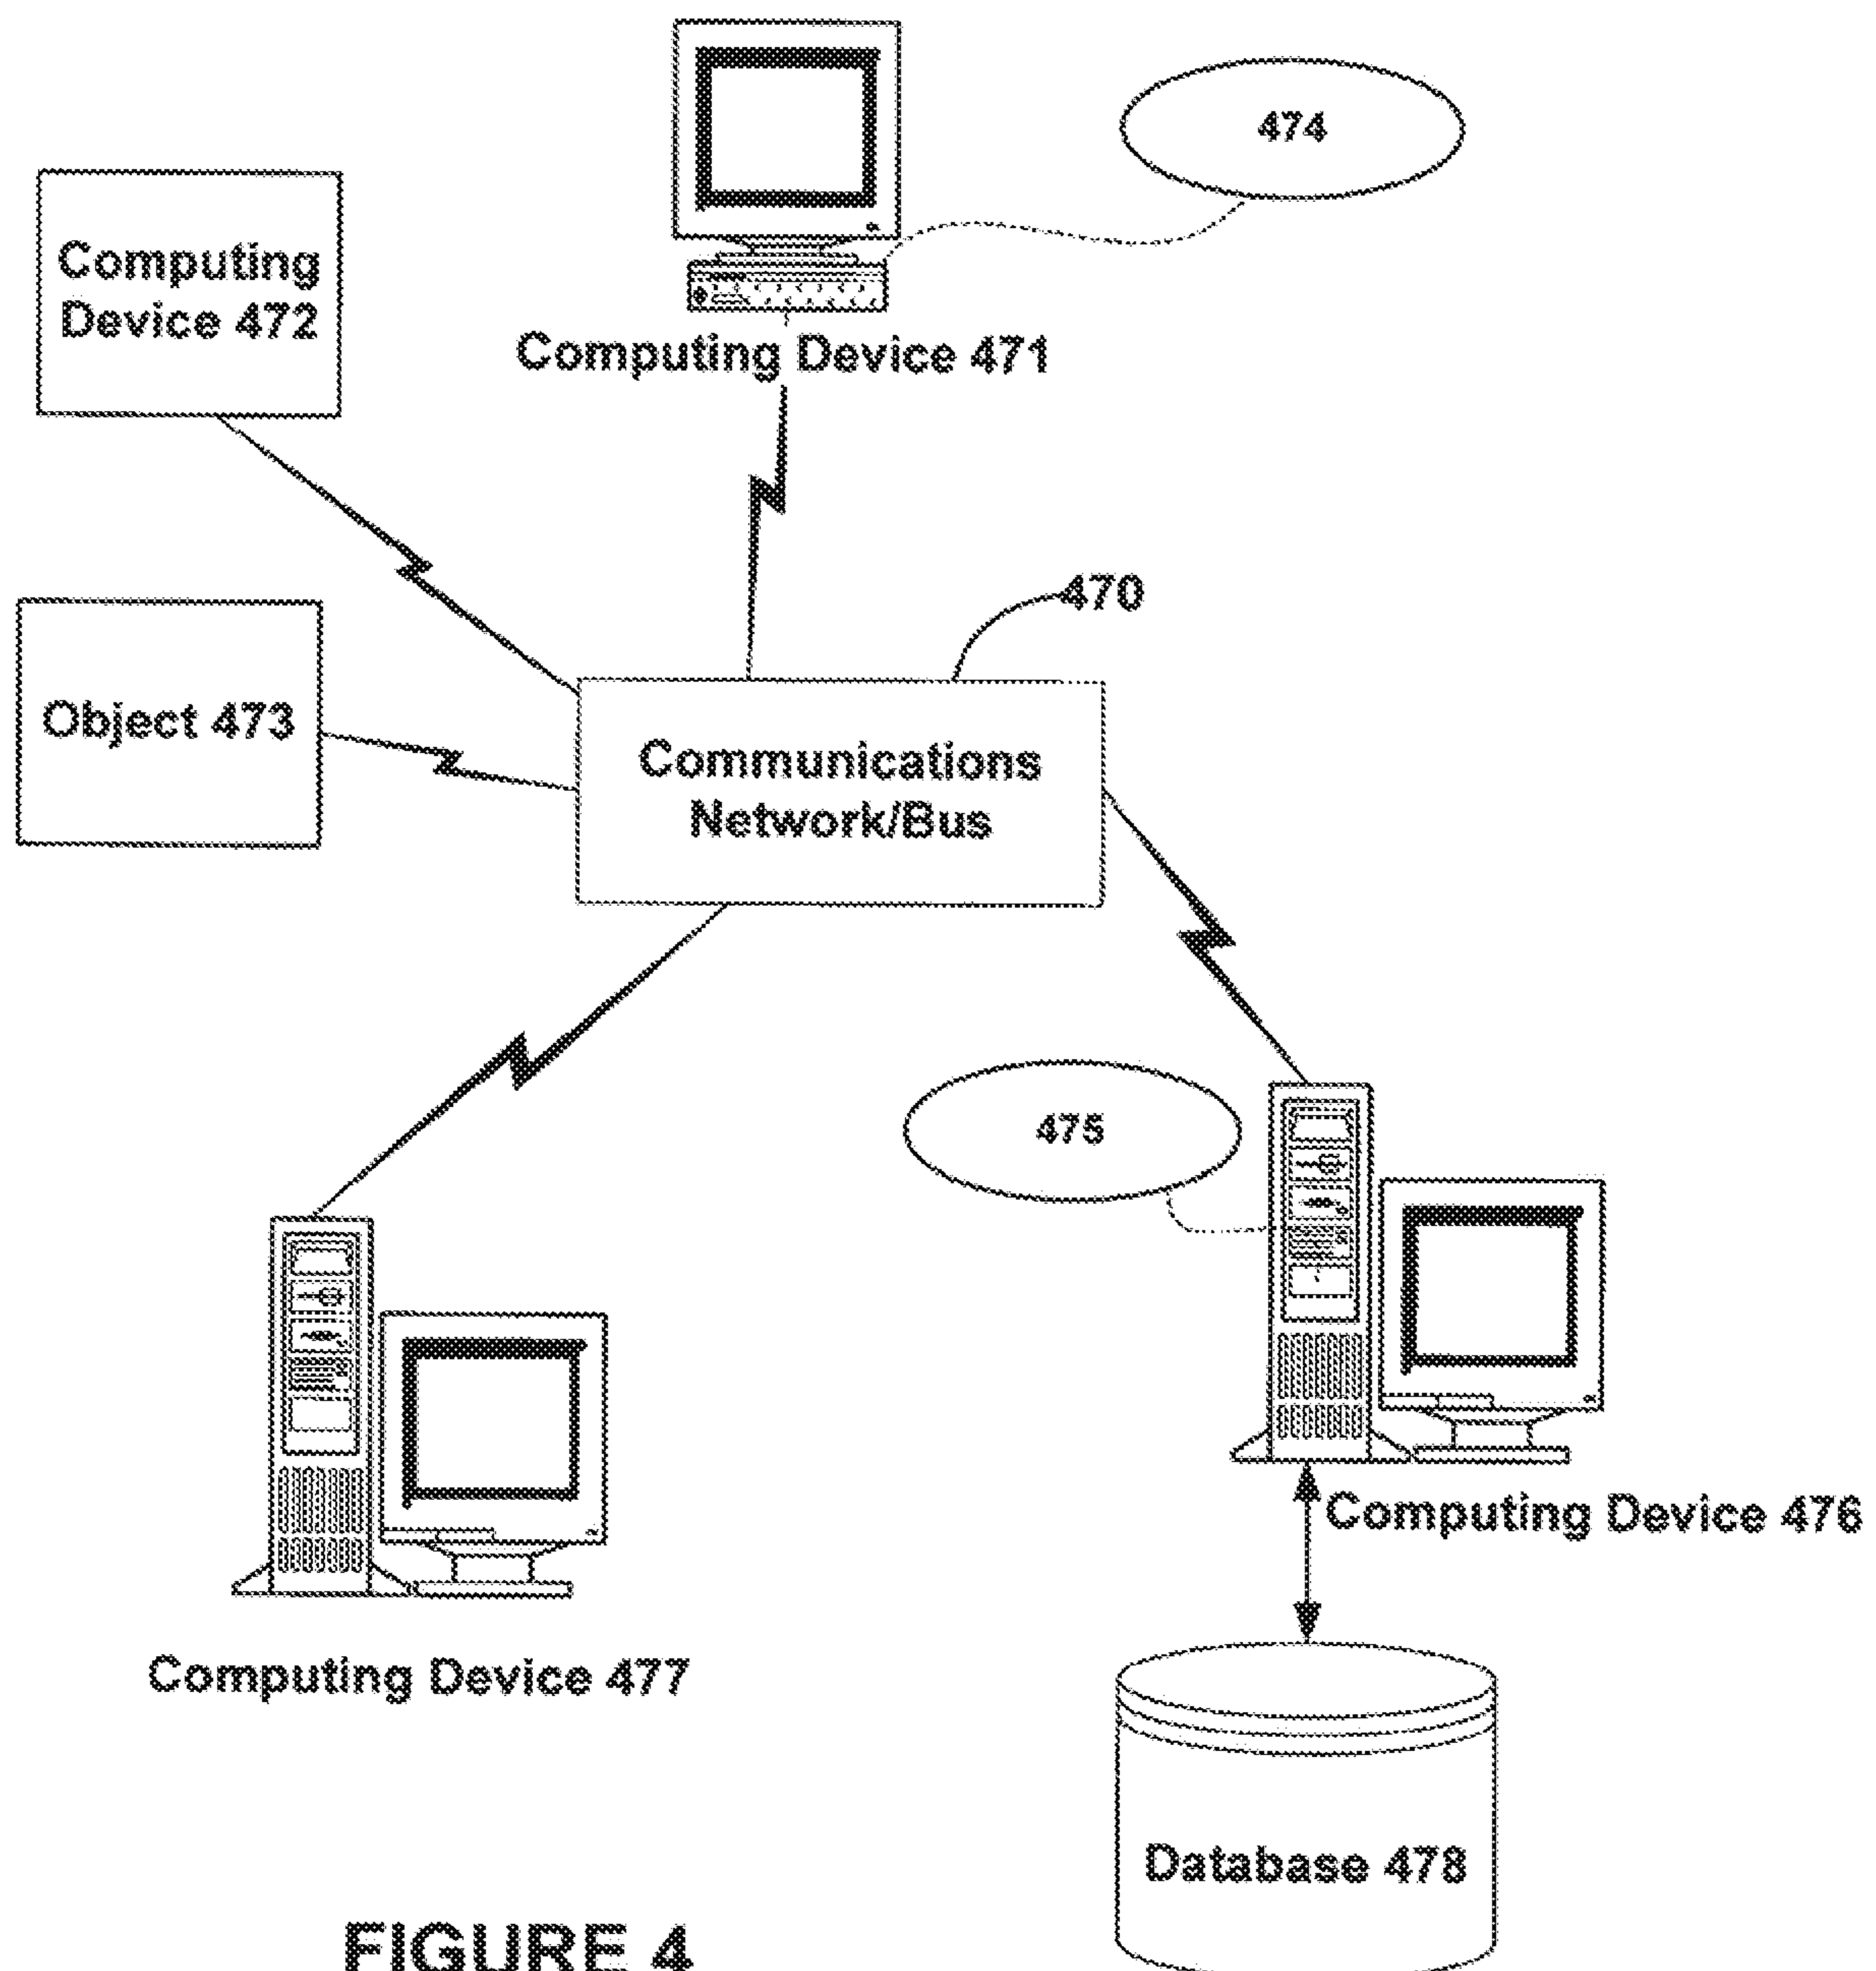 474
Computing
Device 472
Computing Device 471
470
Object 473
Communications
Network/Bus
475
Computing Device 476
Computing Device 477
Database 478
FIGURE 4